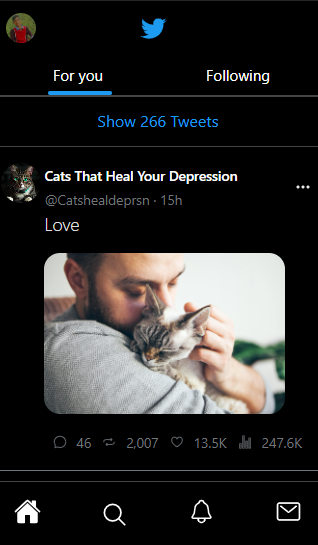 For you Following
Show 266 Tweets
Cats That Heal Your Depression
@Catshealdeprsn · 15h
Love
46 2,007 13.5K 247.6K